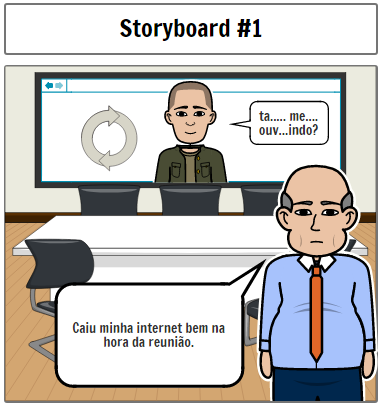 Storyboard #1
ta..... me....
ouv...indo?
Caiu minha internet bem na
hora da reunião.